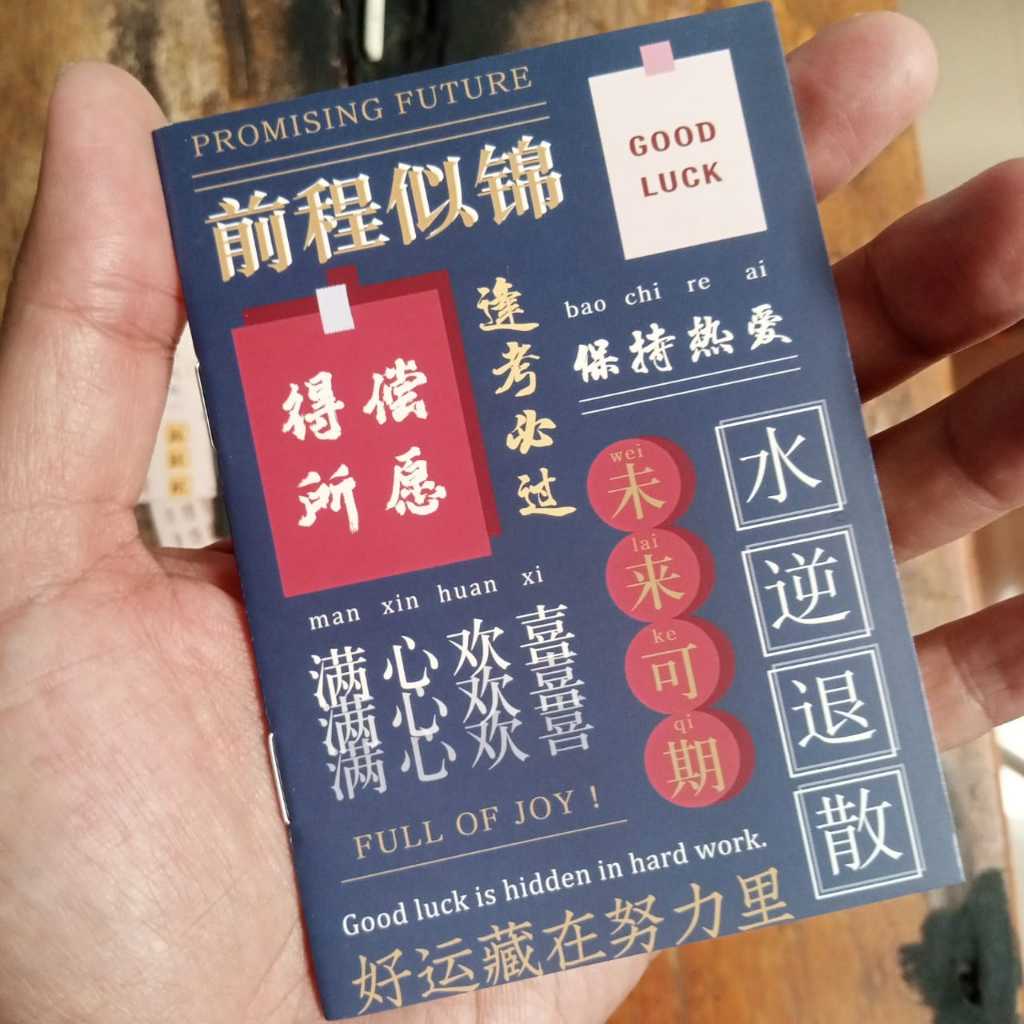 PROMISING FUTURE
前程似锦
GOOD
LUCK
得偿
所愿
逢考必过
bao chi re ai
保持热爱
wei
未
lai
来
ke
可
qi
期
水
逆
退
散
man xin huan xi
满心欢喜
满心欢喜
满心欢喜
FULL OF JOY !
Good luck is hidden in hard work.
好运藏在努力里